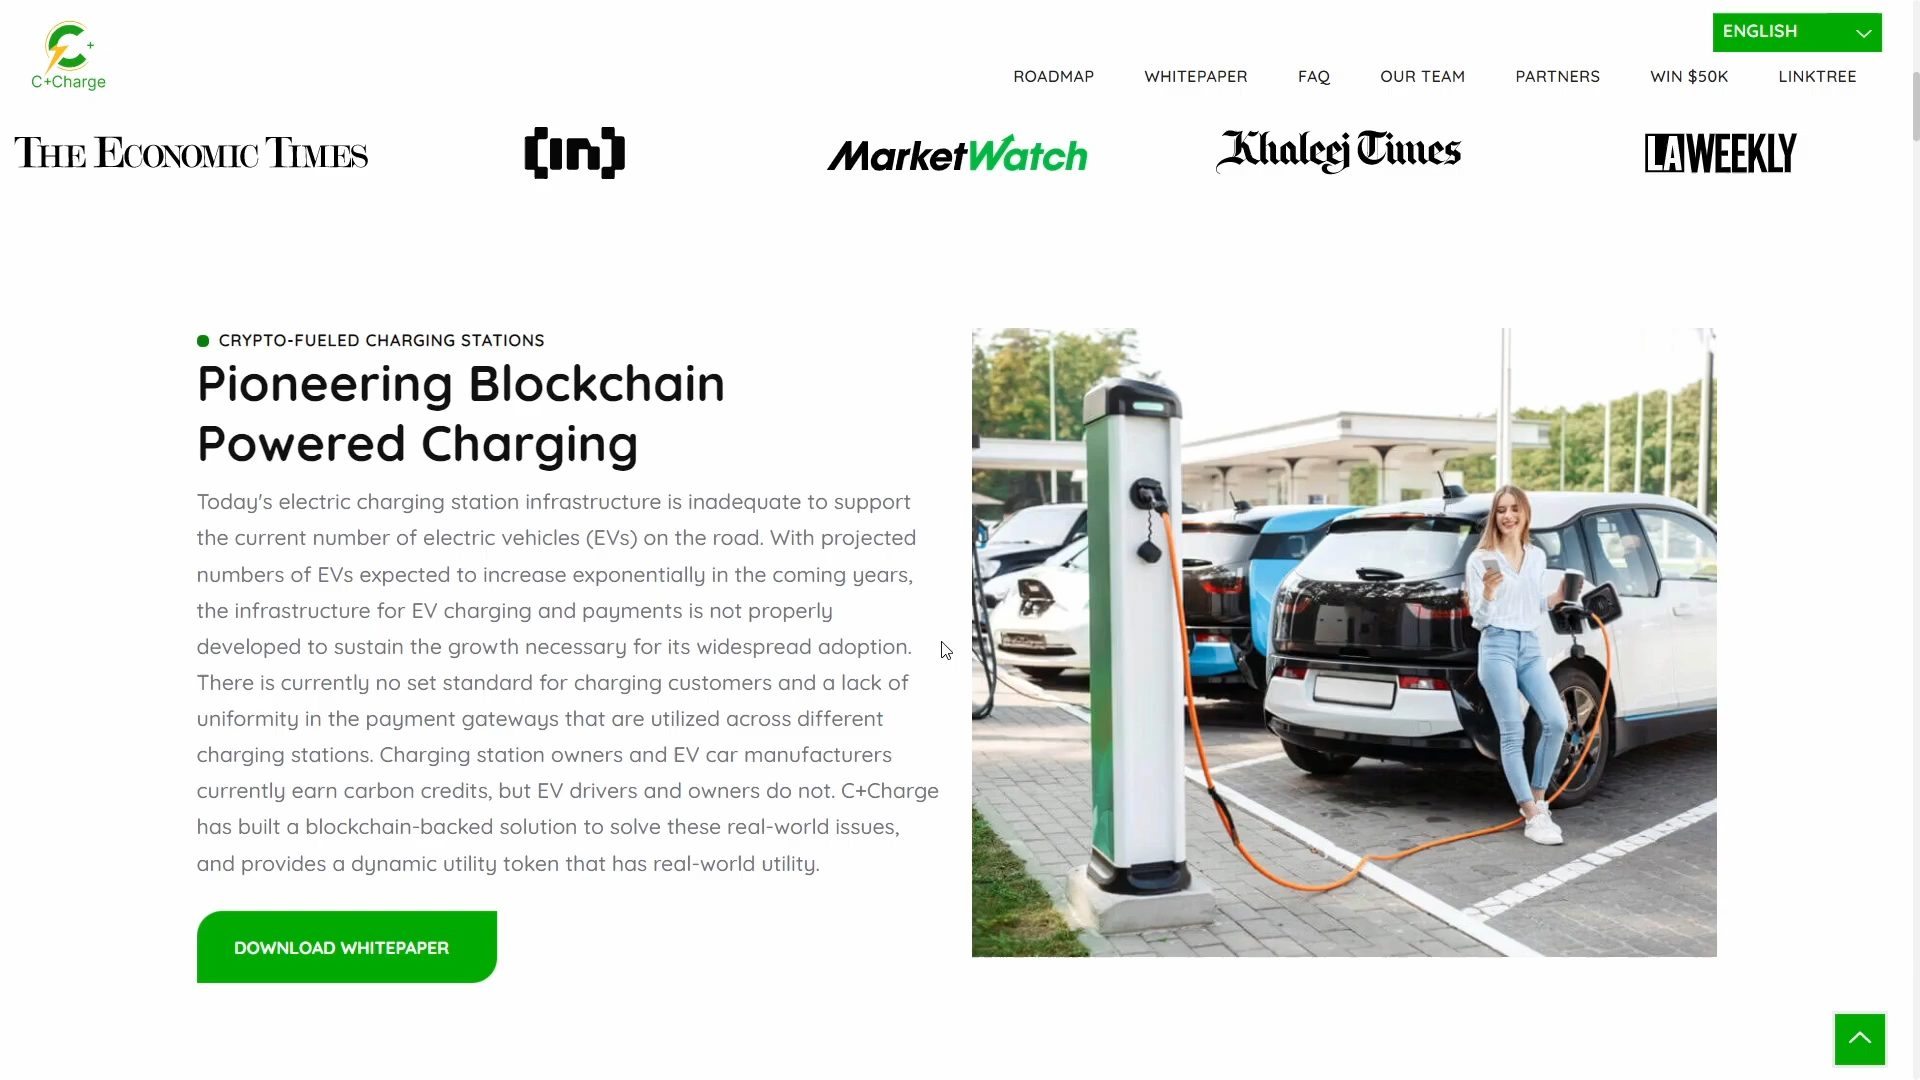 C+
C+Charge
ENGLISH
ROADMAP WHITEPAPER FAQ OUR TEAM PARTNERS WIN $50K LINKTREE
THE ECONOMIC TIMES [in] MarketWatch Khaleej Times LA WEEKLY
CRYPTO-FUELED CHARGING STATIONS
Pioneering Blockchain
Powered Charging
Today's electric charging station infrastructure is inadequate to support
the current number of electric vehicles (EVs) on the road. With projected
numbers of EVs expected to increase exponentially in the coming years,
the infrastructure for EV charging and payments is not properly
developed to sustain the growth necessary for its widespread adoption.
There is currently no set standard for charging customers and a lack of
uniformity in the payment gateways that are utilized across different
charging stations. Charging station owners and EV car manufacturers
currently earn carbon credits, but EV drivers and owners do not. C+Charge
has built a blockchain-backed solution to solve these real-world issues,
and provides a dynamic utility token that has real-world utility.
DOWNLOAD WHITEPAPER